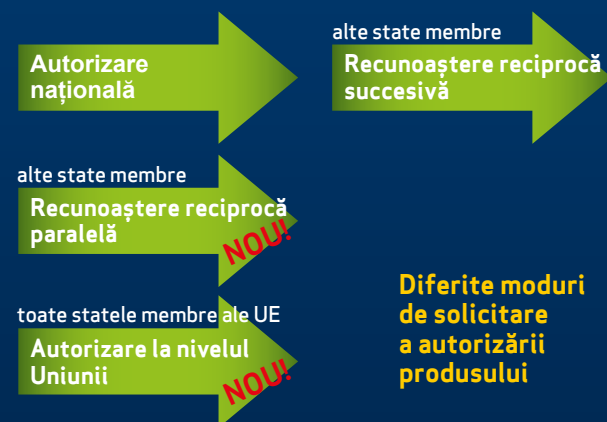 Autorizare
națională
alte state membre
Recunoaștere reciprocă
succesivă
alte state membre
Recunoaștere reciprocă
paralelă
NOU!
toate statele membre ale UE
Autorizare la nivelul
Uniunii
NOU!
Diferite moduri
de solicitare
a autorizării
produsului